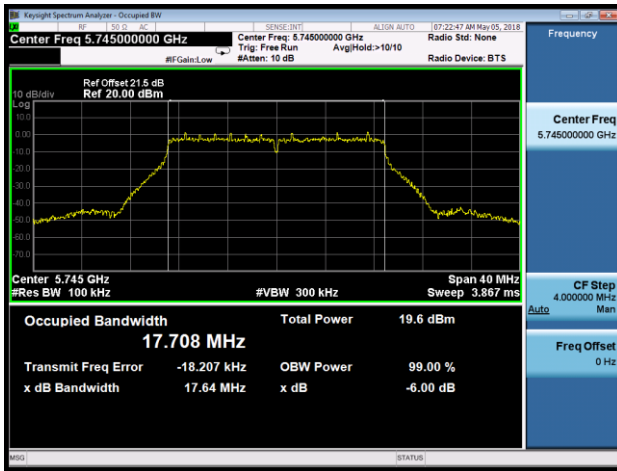 Keysight Spectrum Analyzer - Occupied BW
RF 50 Ω AC SENSE:INT ALIGN AUTO 07:22:47 AM May 05, 2018
Center Freq 5.745000000 GHz
Center Freq: 5.745000000 GHz
Radio Std: None
Trig: Free Run Avg|Hold:>10/10
#IFGain:Low
#Atten: 10 dB
Radio Device: BTS
Frequency
Ref Offset 21.5 dB
10 dB/div Ref 20.00 dBm
Log
10.0
0.00
-10.0
-20.0
-30.0
-40.0
-50.0
-60.0
-70.0
Center 5.745 GHz
Span 40 MHz
#Res BW 100 kHz
#VBW 300 kHz
Sweep 3.867 ms
Occupied Bandwidth
17.708 MHz
Total Power 19.6 dBm
Transmit Freq Error -18.207 kHz
OBW Power 99.00 %
x dB Bandwidth 17.64 MHz
x dB -6.00 dB
Center Freq
5.745000000 GHz
CF Step
4.000000 MHz
Auto Man
Freq Offset
0 Hz
MSG
STATUS